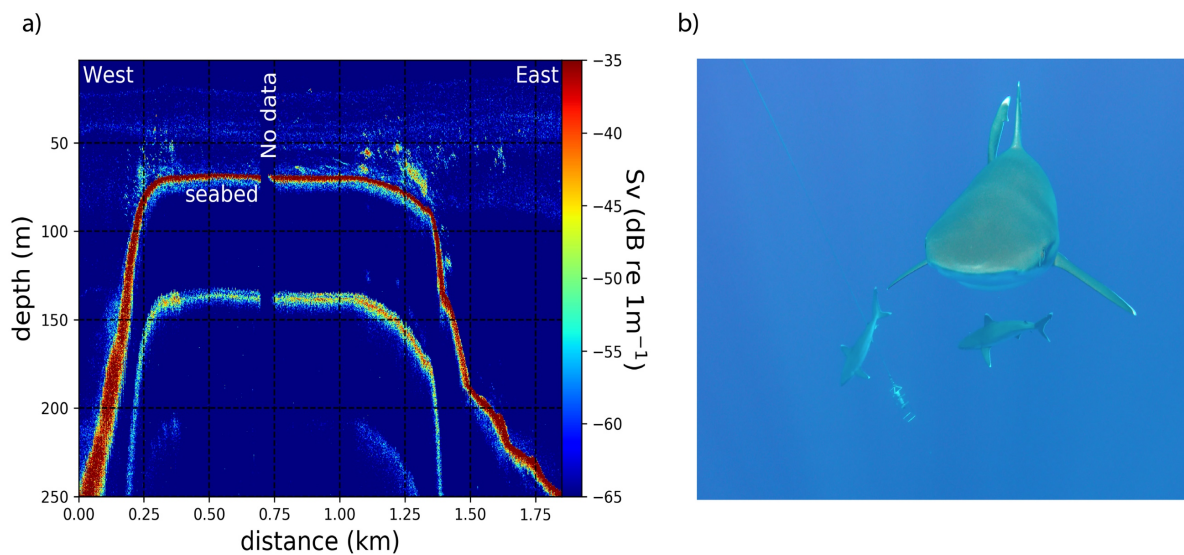 a)
b)
West
East
No data
seabed
depth (m)
50
100
150
200
250
0.00 0.25 0.50 0.75 1.00 1.25 1.50 1.75
distance (km)
−35
−40
−45
−50
−55
−60
−65
Sv (dB re 1m⁻¹)